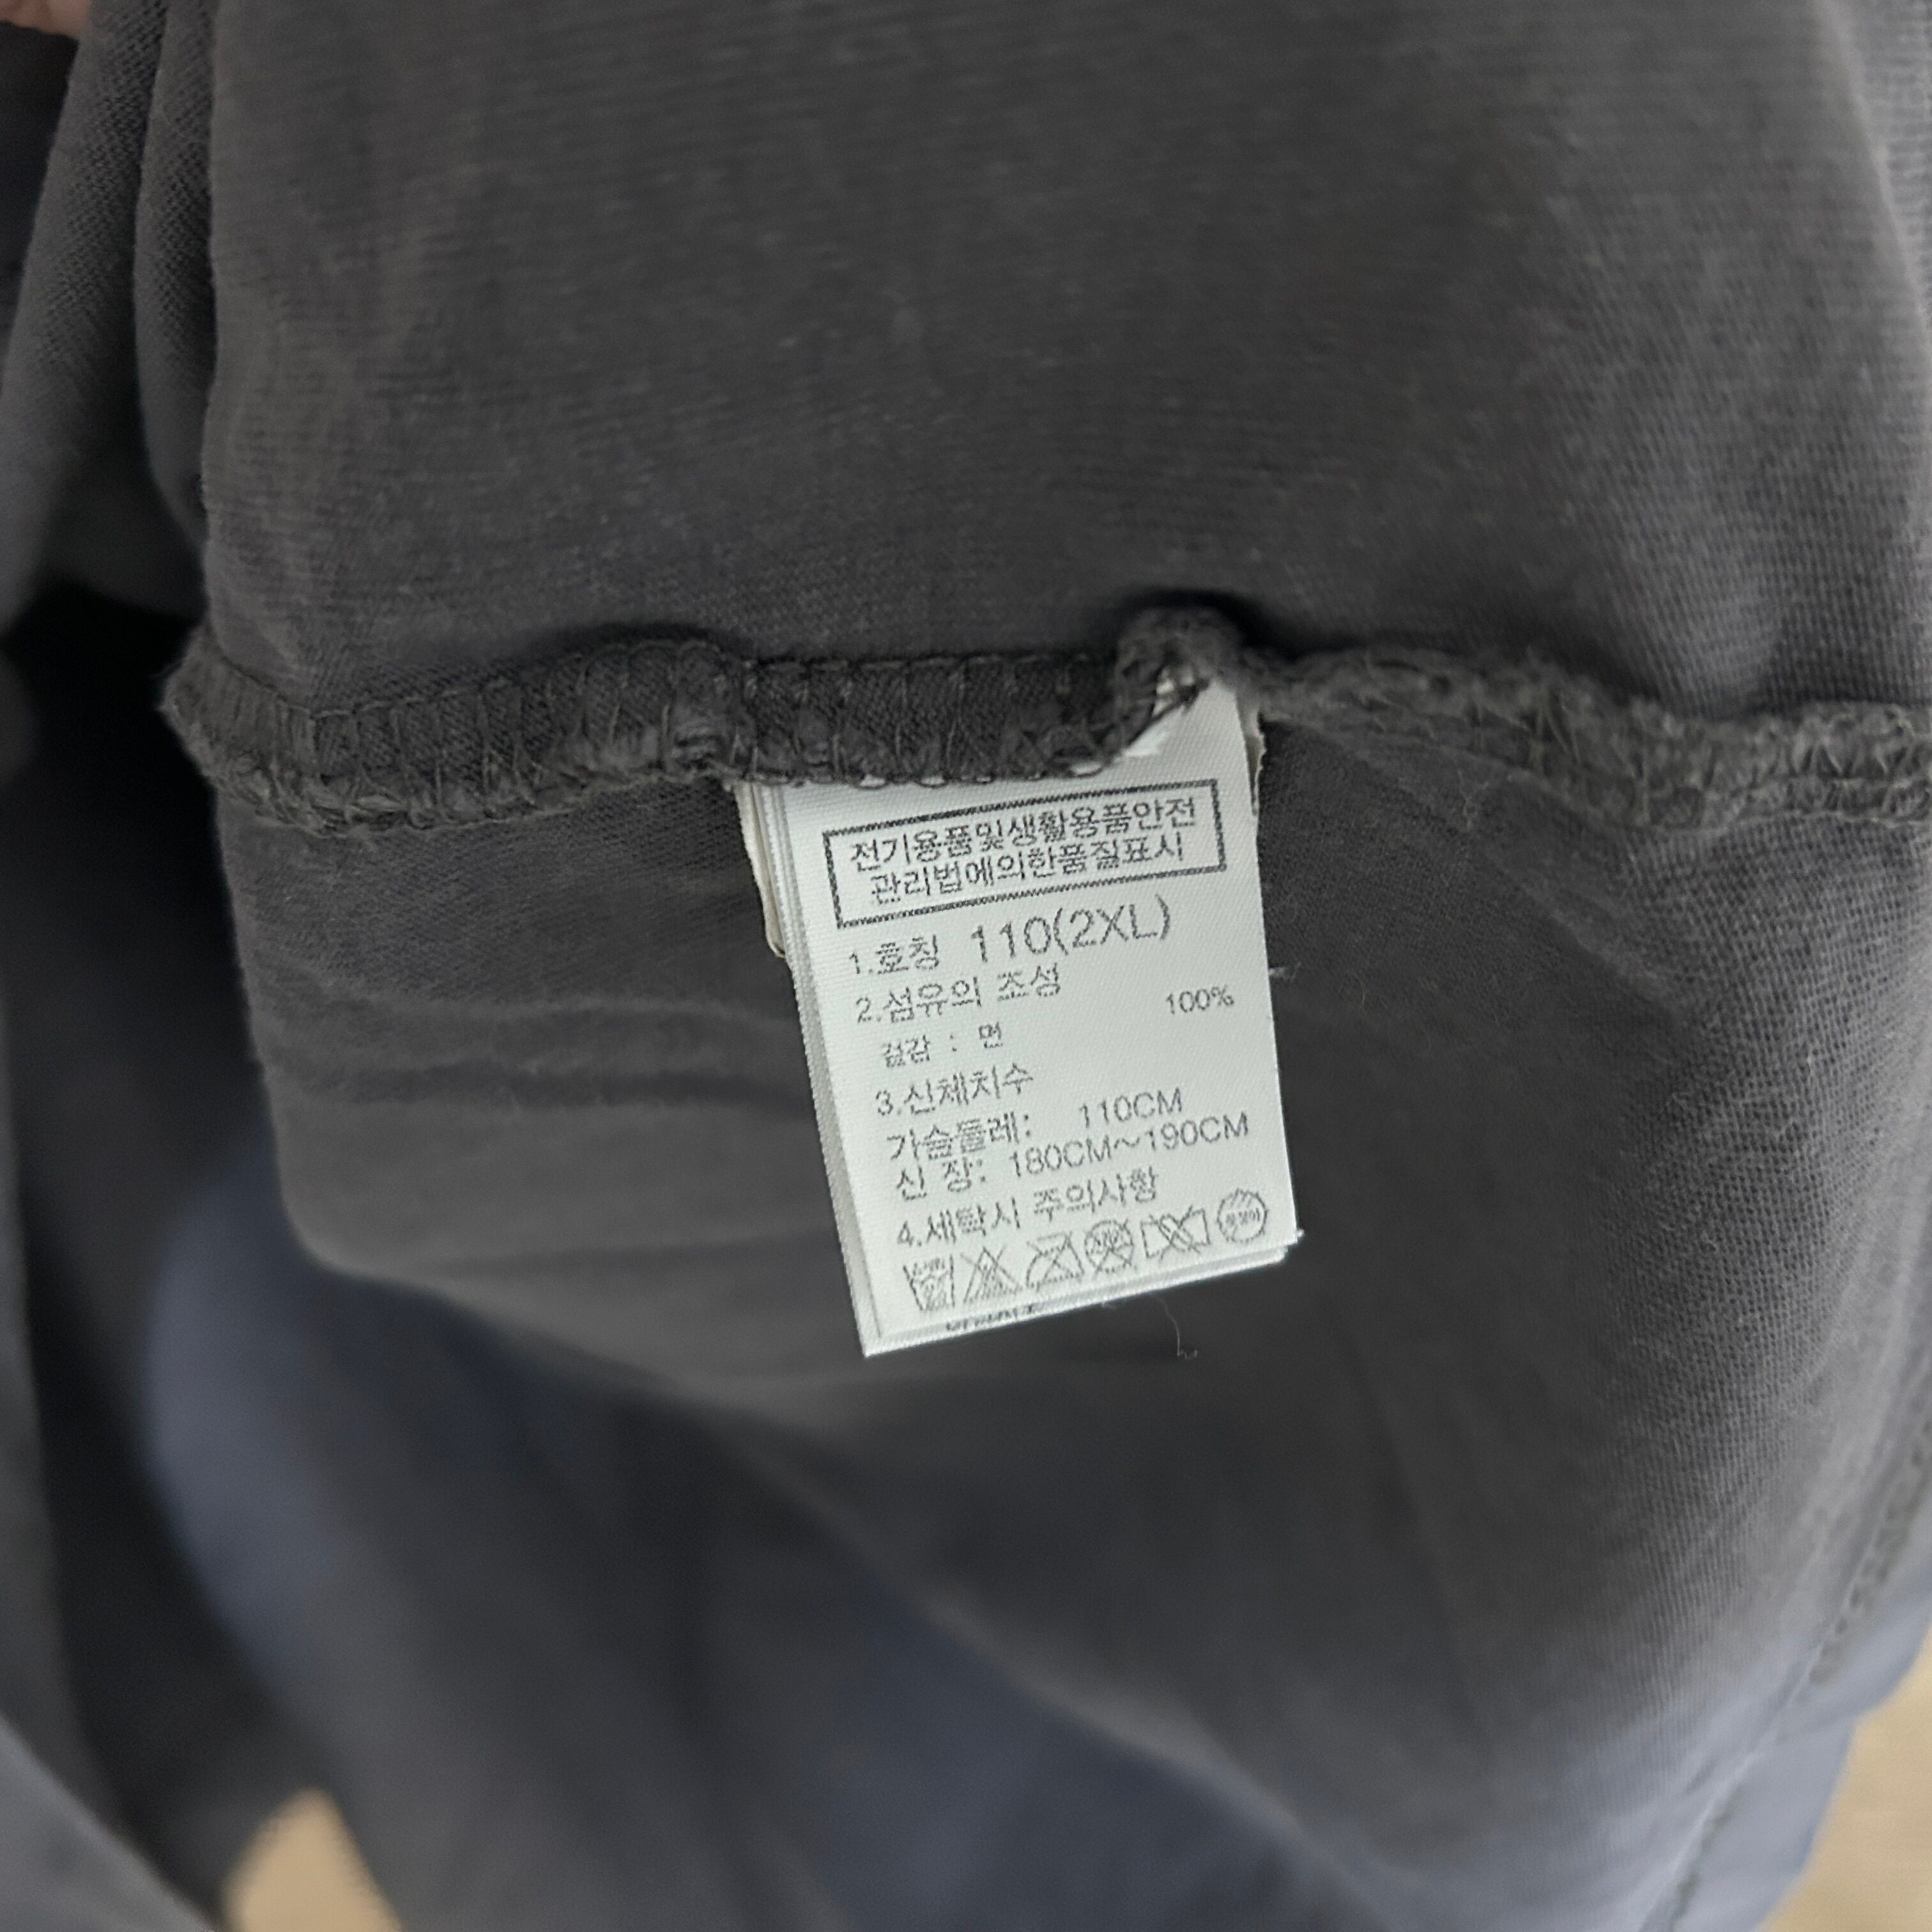 전기용품및생활용품안전
관리법에의한품질표시
1.호칭 110(2XL)
2.섬유의 조성
겉감 : 면 100%
3.신체치수
가슴둘레: 110CM
신 장: 180CM~190CM
4.세탁시 주의사항